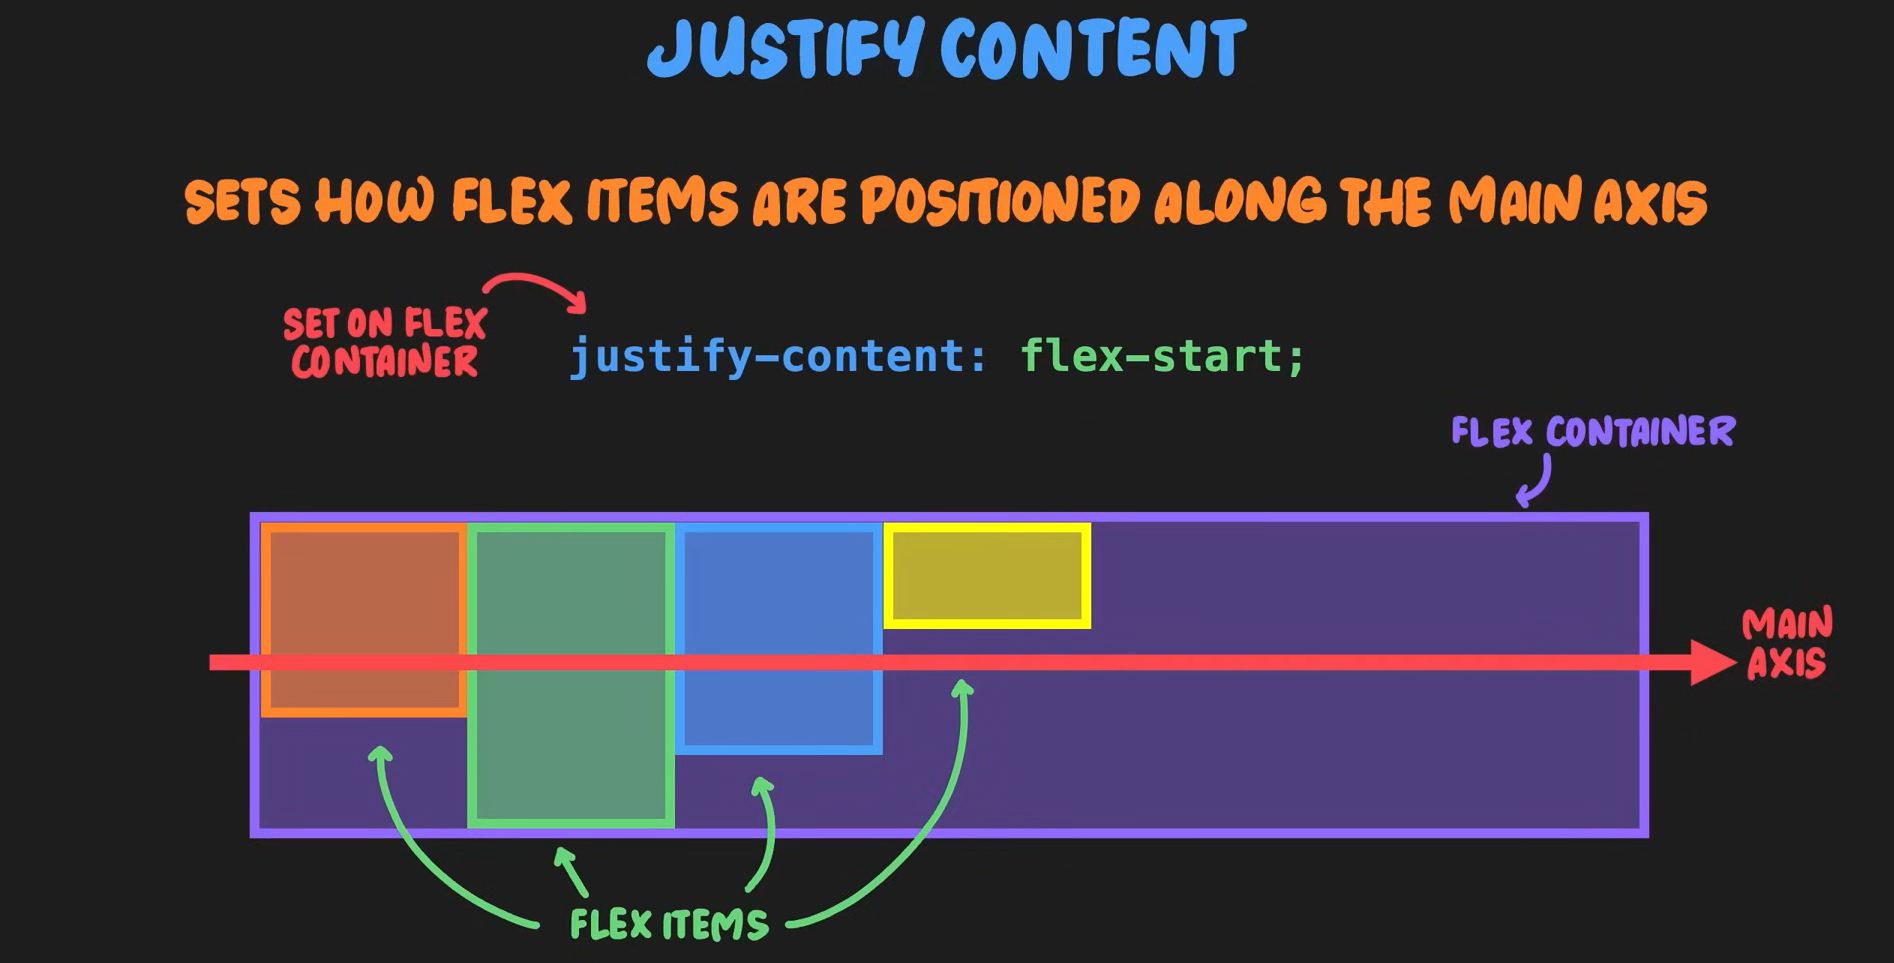 JUSTIFY CONTENT
SETS HOW FLEX ITEMS ARE POSITIONED ALONG THE MAIN AXIS
SET ON FLEX
CONTAINER
justify-content: flex-start;
FLEX CONTAINER
MAIN
AXIS
FLEX ITEMS